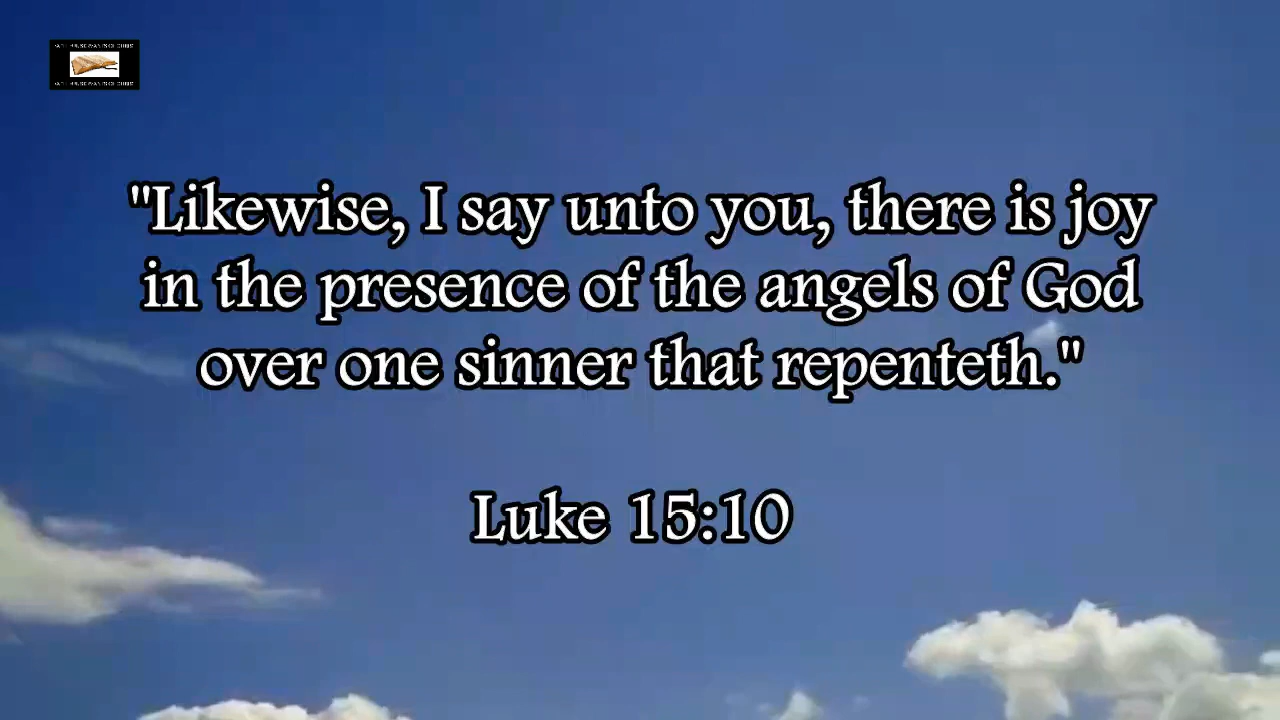 "Likewise, I say unto you, there is joy
in the presence of the angels of God
over one sinner that repenteth."
Luke 15:10